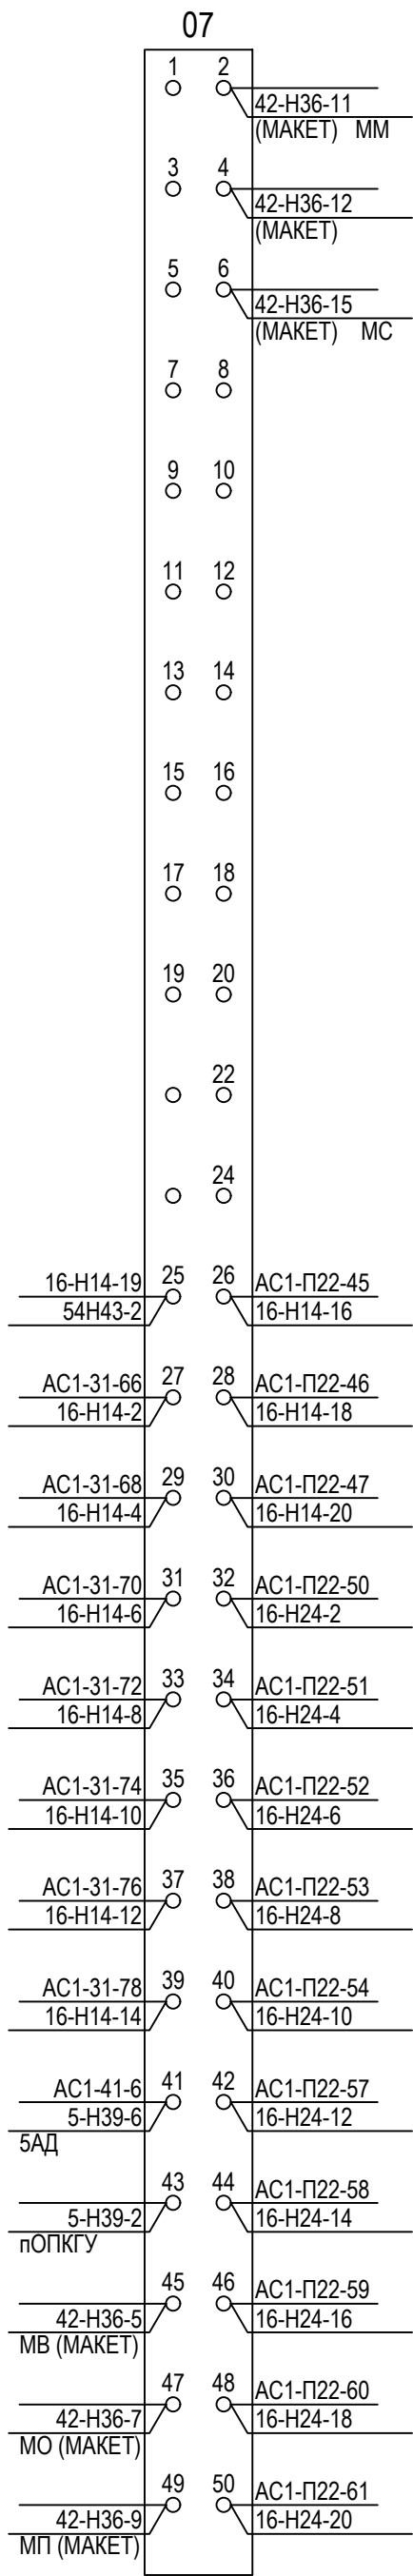 07
1 2
42-Н36-11
(МАКЕТ) ММ
3 4
42-Н36-12
(МАКЕТ)
5 6
42-Н36-15
(МАКЕТ) МС
7 8
9 10
11 12
13 14
15 16
17 18
19 20
22
24
16-Н14-19 25 26 АС1-П22-45
54Н43-2 16-Н14-16
АС1-31-66 27 28 АС1-П22-46
16-Н14-2 16-Н14-18
АС1-31-68 29 30 АС1-П22-47
16-Н14-4 16-Н14-20
АС1-31-70 31 32 АС1-П22-50
16-Н14-6 16-Н24-2
АС1-31-72 33 34 АС1-П22-51
16-Н14-8 16-Н24-4
АС1-31-74 35 36 АС1-П22-52
16-Н14-10 16-Н24-6
АС1-31-76 37 38 АС1-П22-53
16-Н14-12 16-Н24-8
АС1-31-78 39 40 АС1-П22-54
16-Н14-14 16-Н24-10
АС1-41-6 41 42 АС1-П22-57
5-Н39-6 16-Н24-12
5АД
43 44 АС1-П22-58
5-Н39-2 16-Н24-14
пОПКГУ
45 46 АС1-П22-59
42-Н36-5 16-Н24-16
МВ (МАКЕТ)
47 48 АС1-П22-60
42-Н36-7 16-Н24-18
МО (МАКЕТ)
49 50 АС1-П22-61
42-Н36-9 16-Н24-20
МП (МАКЕТ)